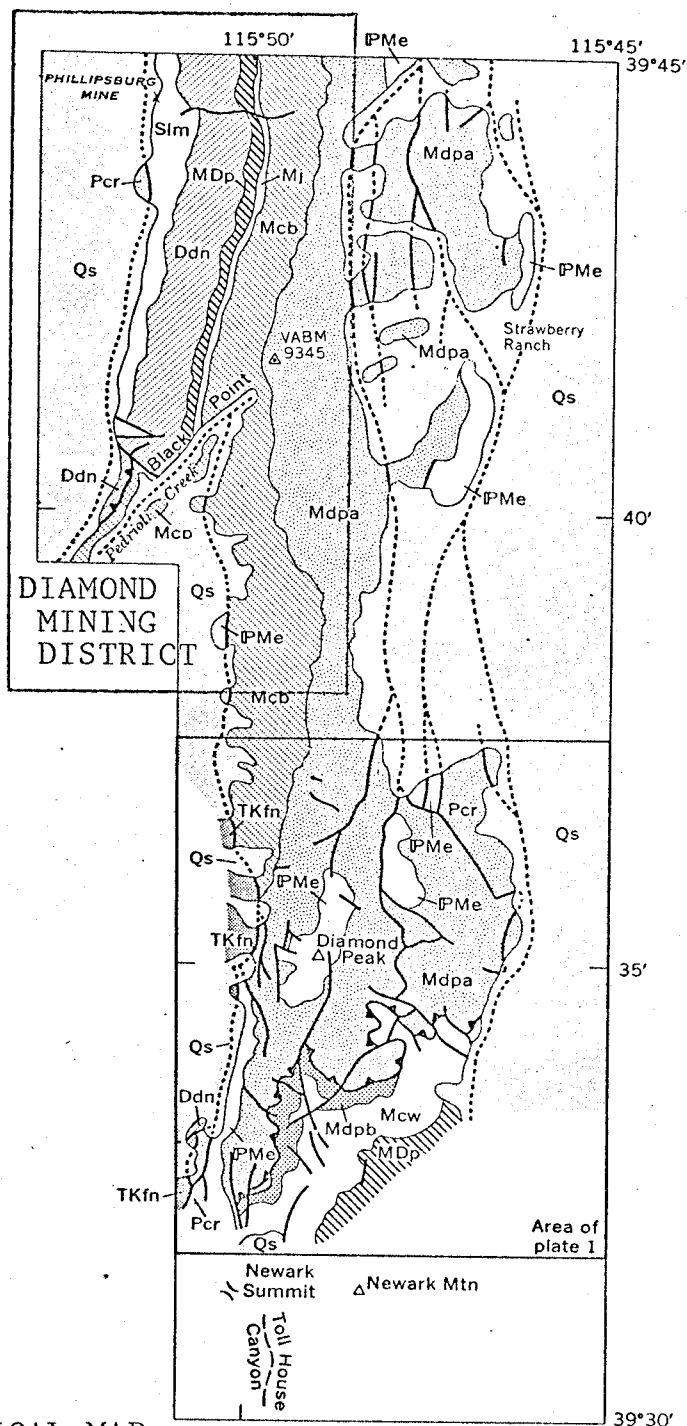 115°50'
ℙMe
115°45'
39°45'
PHILLIPSBURG
MINE
Slm
Mdpa
Pcr
MDp
Mj
Mcb
Qs
Ddn
ℙMe
VABM
9345
Strawberry
Ranch
Mdpa
Qs
Black Point
Ddn
Pedrioli Creek
ℙMe
Mdpa
40'
DIAMOND
MINING
DISTRICT
Qs
ℙMe
Mcb
TKfn
Pcr
Qs
Qs
ℙMe
ℙMe
ℙMe
TKfn
Diamond
Peak
Mdpa
35'
Qs
Ddn
Mdpb
Mcw
MDp
ℙMe
TKfn
Pcr
Qs
Area of
plate 1
Newark
Summit
Newark Mtn
Toll House
Canyon
39°30'